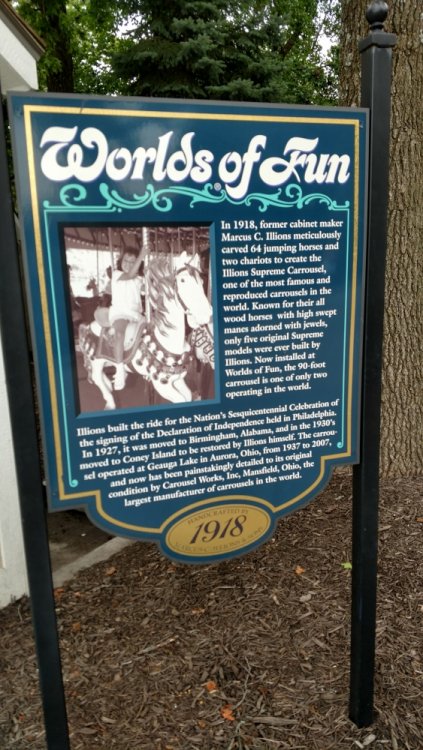 Worlds of Fun
®
In 1918, former cabinet maker
Marcus C. Illions meticulously
carved 64 jumping horses and
two chariots to create the
Illions Supreme Carrousel,
one of the most famous and
reproduced carrousels in the
world. Known for their all
wood horses with high swept
manes adorned with jewels,
only five original Supreme
models were ever built by
Illions. Now installed at
Worlds of Fun, the 90-foot
carrousel is one of only two
operating in the world.
Illions built the ride for the Nation's Sesquicentennial Celebration of
the signing of the Declaration of Independence held in Philadelphia.
In 1927, it was moved to Birmingham, Alabama, and in the 1930's
moved to Coney Island to be restored by Illions himself. The carrou-
sel operated at Geauga Lake in Aurora, Ohio, from 1937 to 2007,
and now has been painstakingly detailed to its original
condition by Carousel Works, Inc, Mansfield, Ohio, the
largest manufacturer of carrousels in the world.
HANDCRAFTED BY
1918
MARCUS C. ILLIONS & SONS